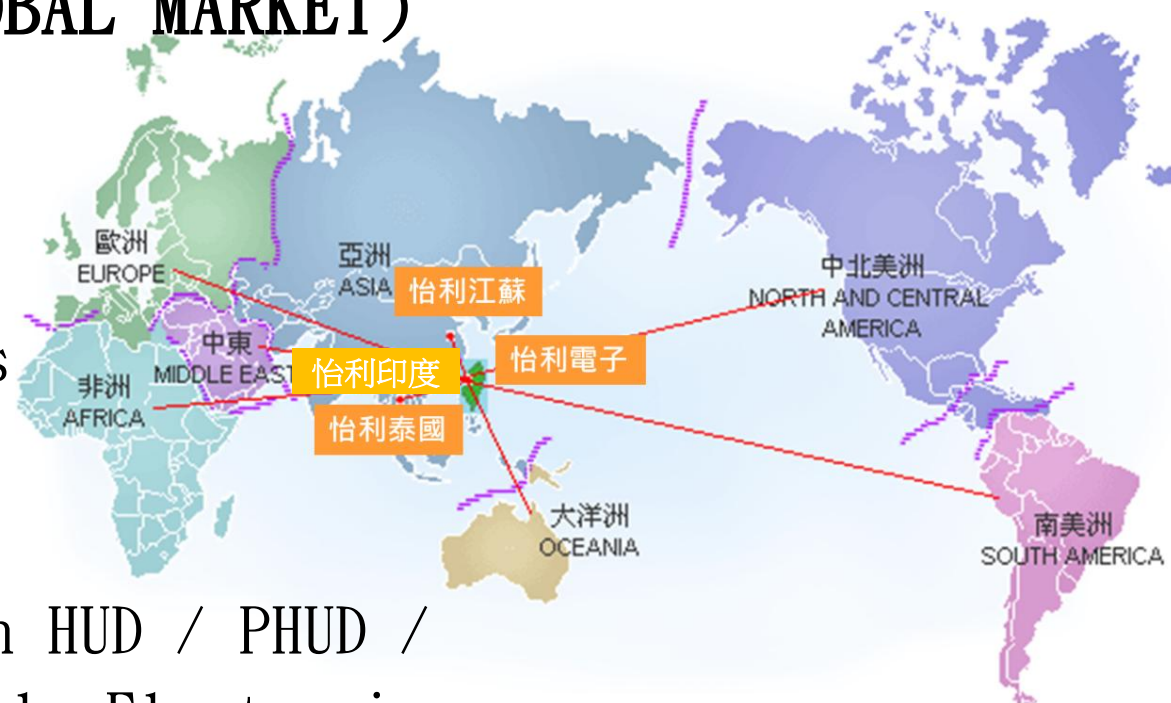 OBAL MARKET)
歐洲
EUROPE
亞洲
ASIA
怡利江蘇
中北美洲
NORTH AND CENTRAL
AMERICA
中東
MIDDLE EAST
怡利印度
怡利電子
非洲
AFRICA
怡利泰國
大洋洲
OCEANIA
南美洲
SOUTH AMERICA
s
n HUD / PHUD /